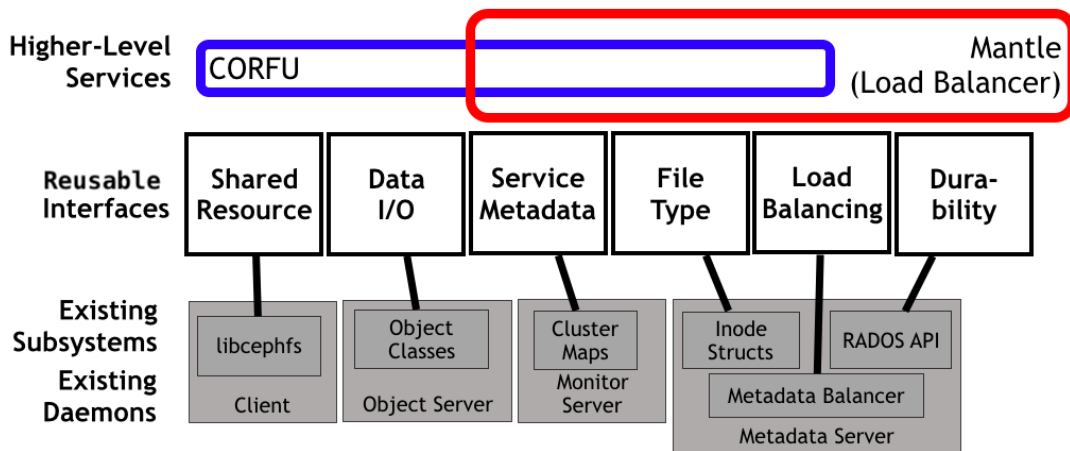 Higher-Level
Services
CORFU
Mantle
(Load Balancer)
Reusable
Interfaces
Shared
Resource
Data
I/O
Service
Metadata
File
Type
Load
Balancing
Dura-
bility
Existing
Subsystems
libcephfs
Object
Classes
Cluster
Maps
Inode
Structs
RADOS API
Existing
Daemons
Client
Object Server
Monitor
Server
Metadata Balancer
Metadata Server